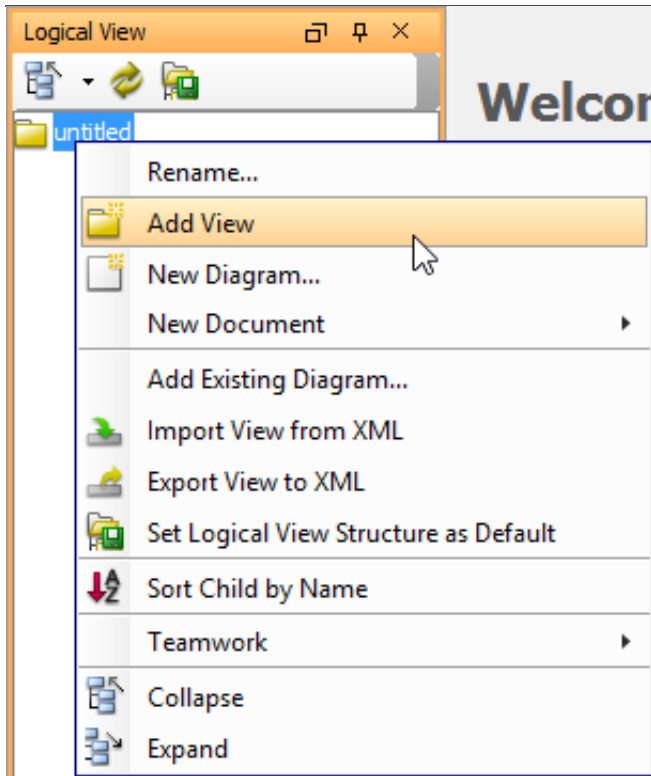 Logical View
Welcor
untitled
Rename...
Add View
New Diagram...
New Document
Add Existing Diagram...
Import View from XML
Export View to XML
Set Logical View Structure as Default
Sort Child by Name
Teamwork
Collapse
Expand